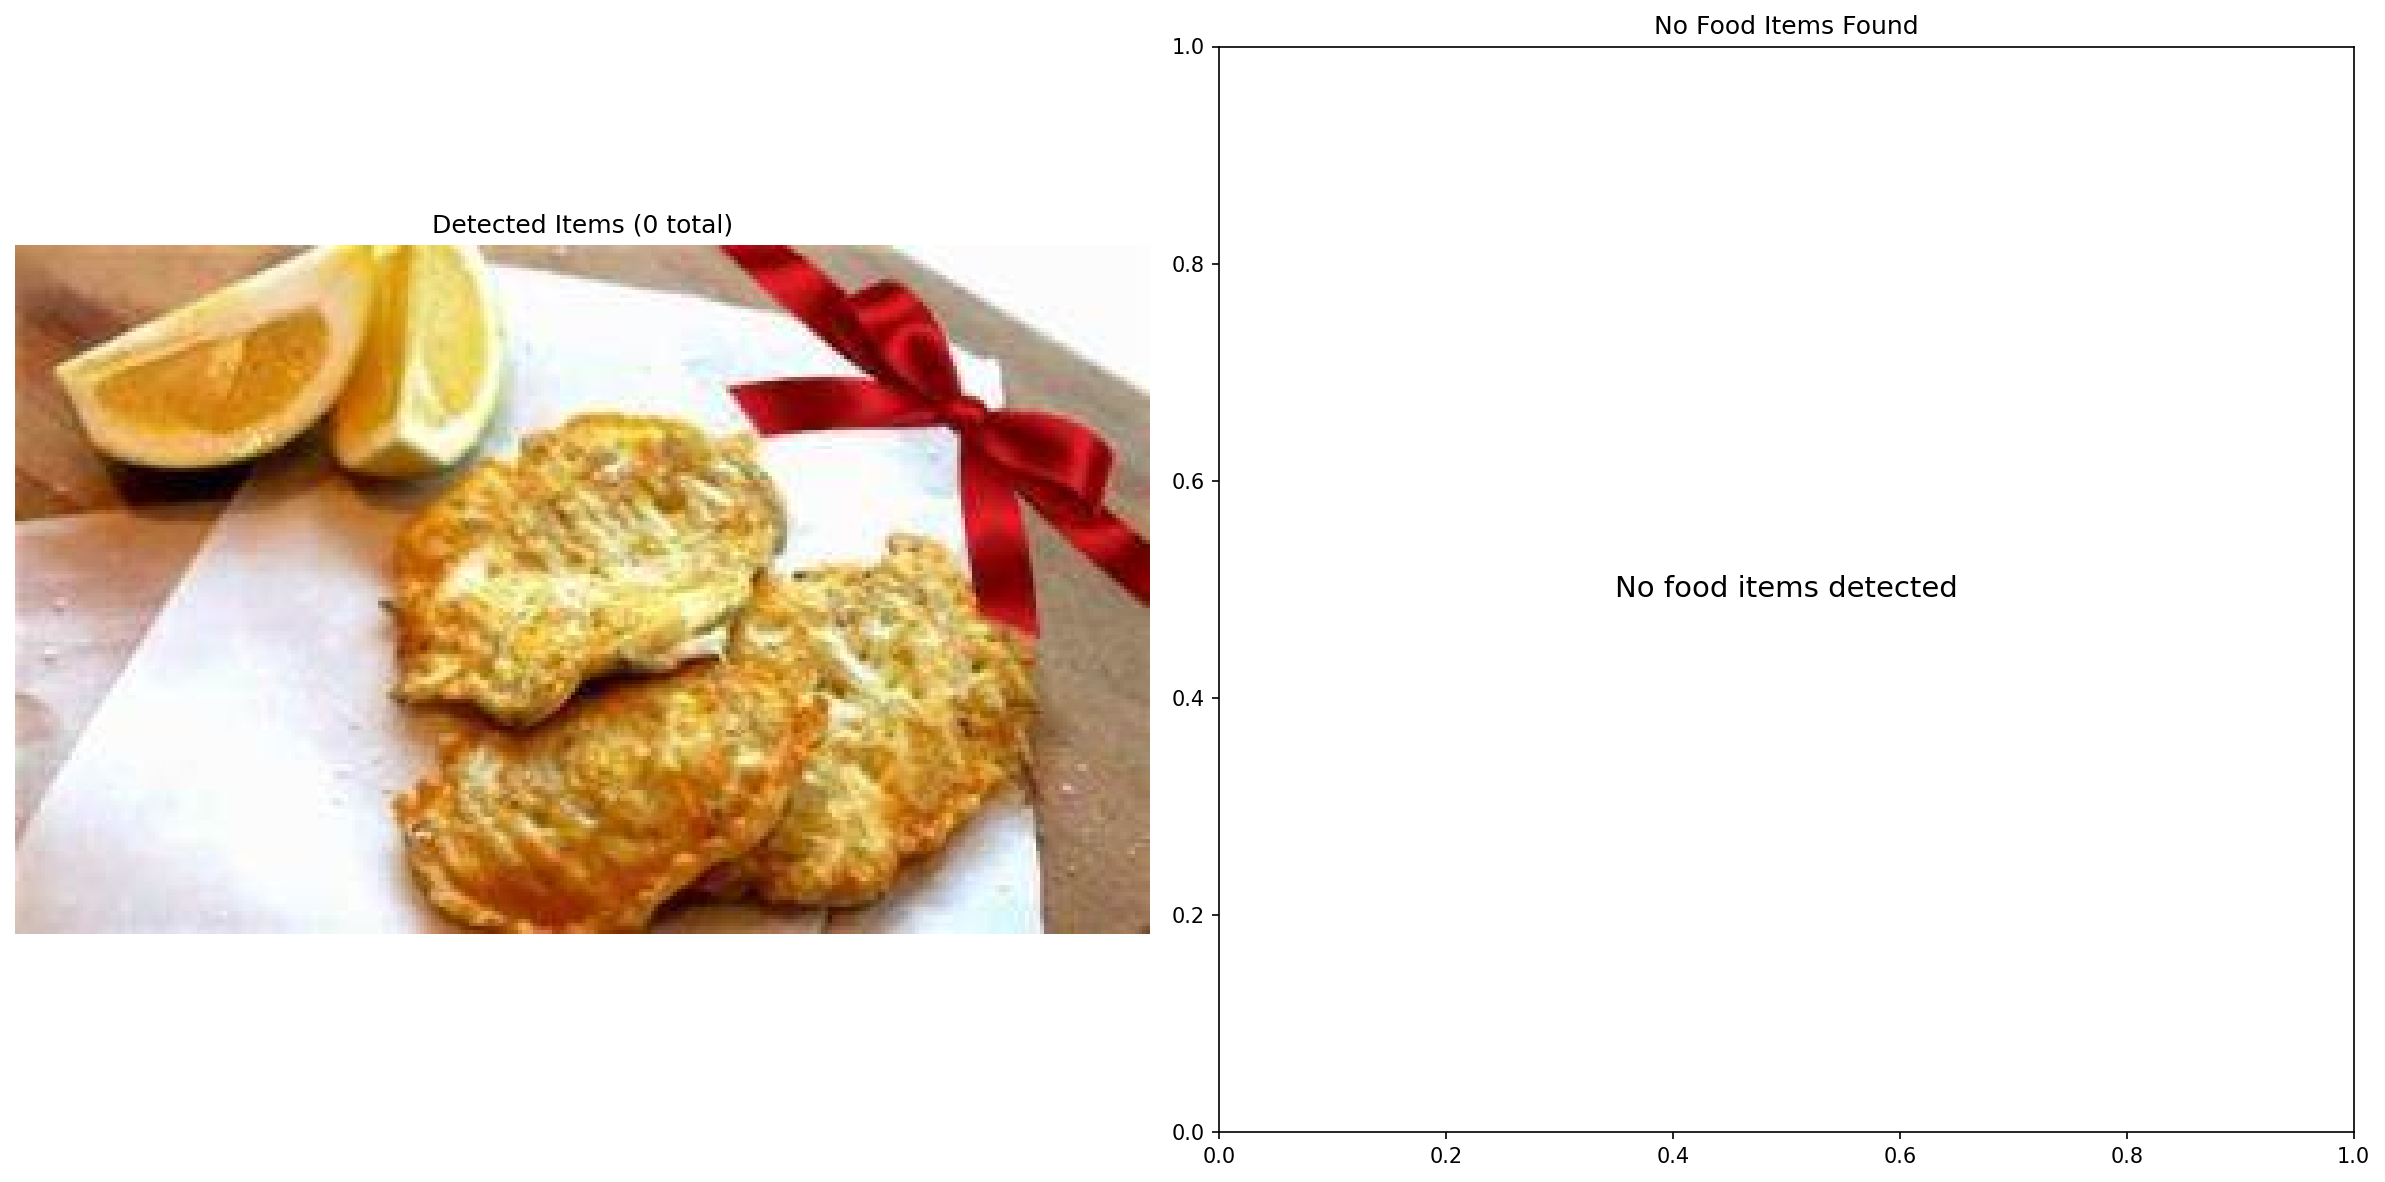 Detected Items (0 total)
No Food Items Found
1.0
0.8
0.6
0.4
0.2
0.0
No food items detected
0.0 0.2 0.4 0.6 0.8 1.0